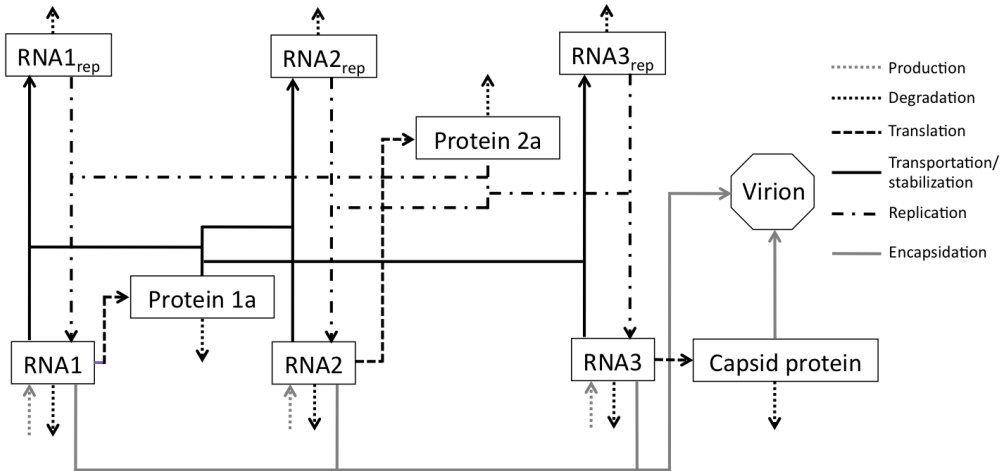 RNA1rep
RNA2rep
RNA3rep
Protein 2a
Virion
Protein 1a
RNA1
RNA2
RNA3
Capsid protein
Production
Degradation
Translation
Transportation/
stabilization
Replication
Encapsidation